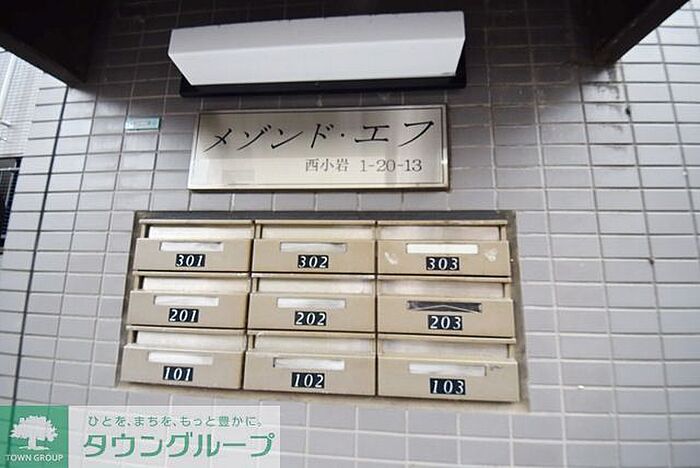 メゾンド・エフ
西小岩 1-20-13
301 302 303
201 202 203
101 102 103
ひとを、まちを、もっと豊かに。
タウングループ
TOWN GROUP